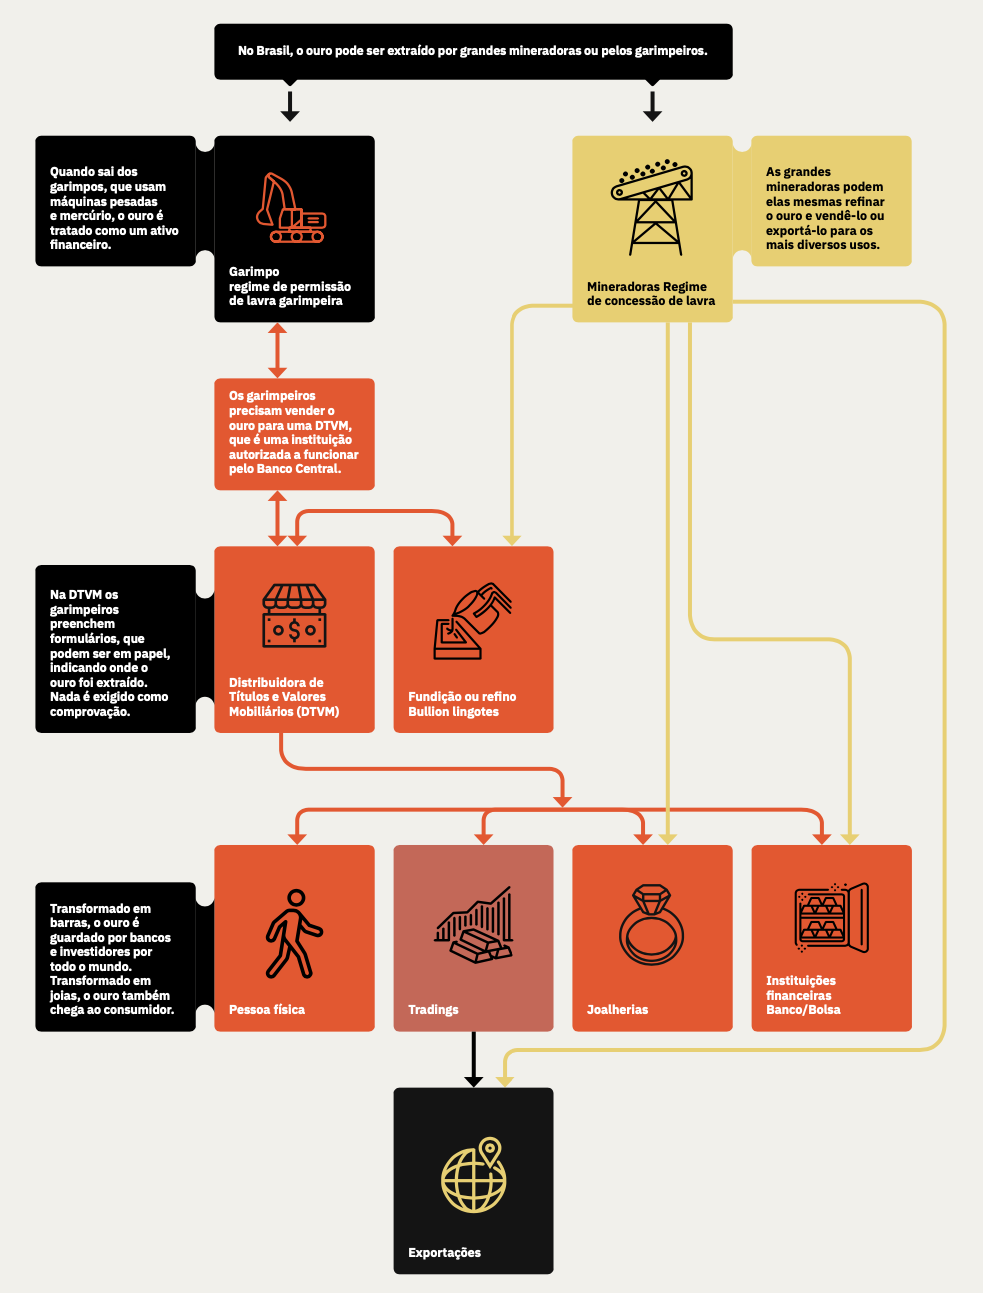 No Brasil, o ouro pode ser extraído por grandes mineradoras ou pelos garimpeiros.
Quando sai dos
garimpos, que usam
máquinas pesadas
e mercúrio, o ouro é
tratado como um ativo
financeiro.
Garimpo
regime de permissão
de lavra garimpeira
Mineradoras Regime
de concessão de lavra
As grandes
mineradoras podem
elas mesmas refinar
o ouro e vendê-lo ou
exportá-lo para os
mais diversos usos.
Os garimpeiros
precisam vender o
ouro para uma DTVM,
que é uma instituição
autorizada a funcionar
pelo Banco Central.
Na DTVM os
garimpeiros
preenchem
formulários, que
podem ser em papel,
indicando onde o
ouro foi extraído.
Nada é exigido como
comprovação.
$
Distribuidora de
Títulos e Valores
Mobiliários (DTVM)
Fundição ou refino
Bullion lingotes
Transformado em
barras, o ouro é
guardado por bancos
e investidores por
todo o mundo.
Transformado em
joias, o ouro também
chega ao consumidor.
Pessoa física
Tradings
Joalherias
Instituições
financeiras
Banco/Bolsa
Exportações